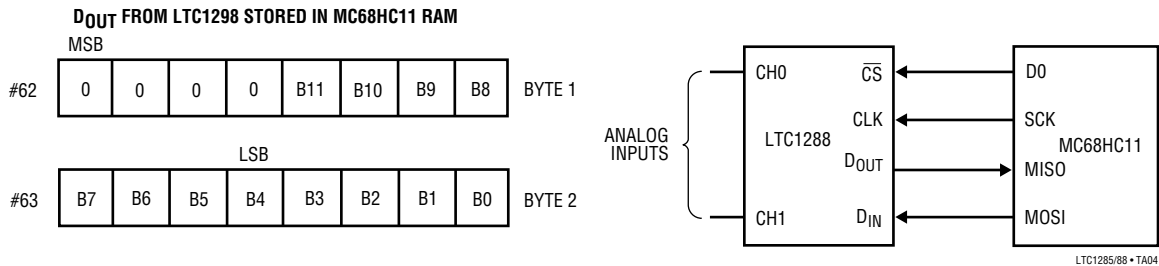 DOUT FROM LTC1298 STORED IN MC68HC11 RAM
MSB
#62 0 0 0 0 B11 B10 B9 B8 BYTE 1
LSB
#63 B7 B6 B5 B4 B3 B2 B1 B0 BYTE 2
ANALOG
INPUTS
CH0 CS D0
CLK SCK
LTC1288 MC68HC11
DOUT MISO
CH1 DIN MOSI
LTC1285/88 • TA04